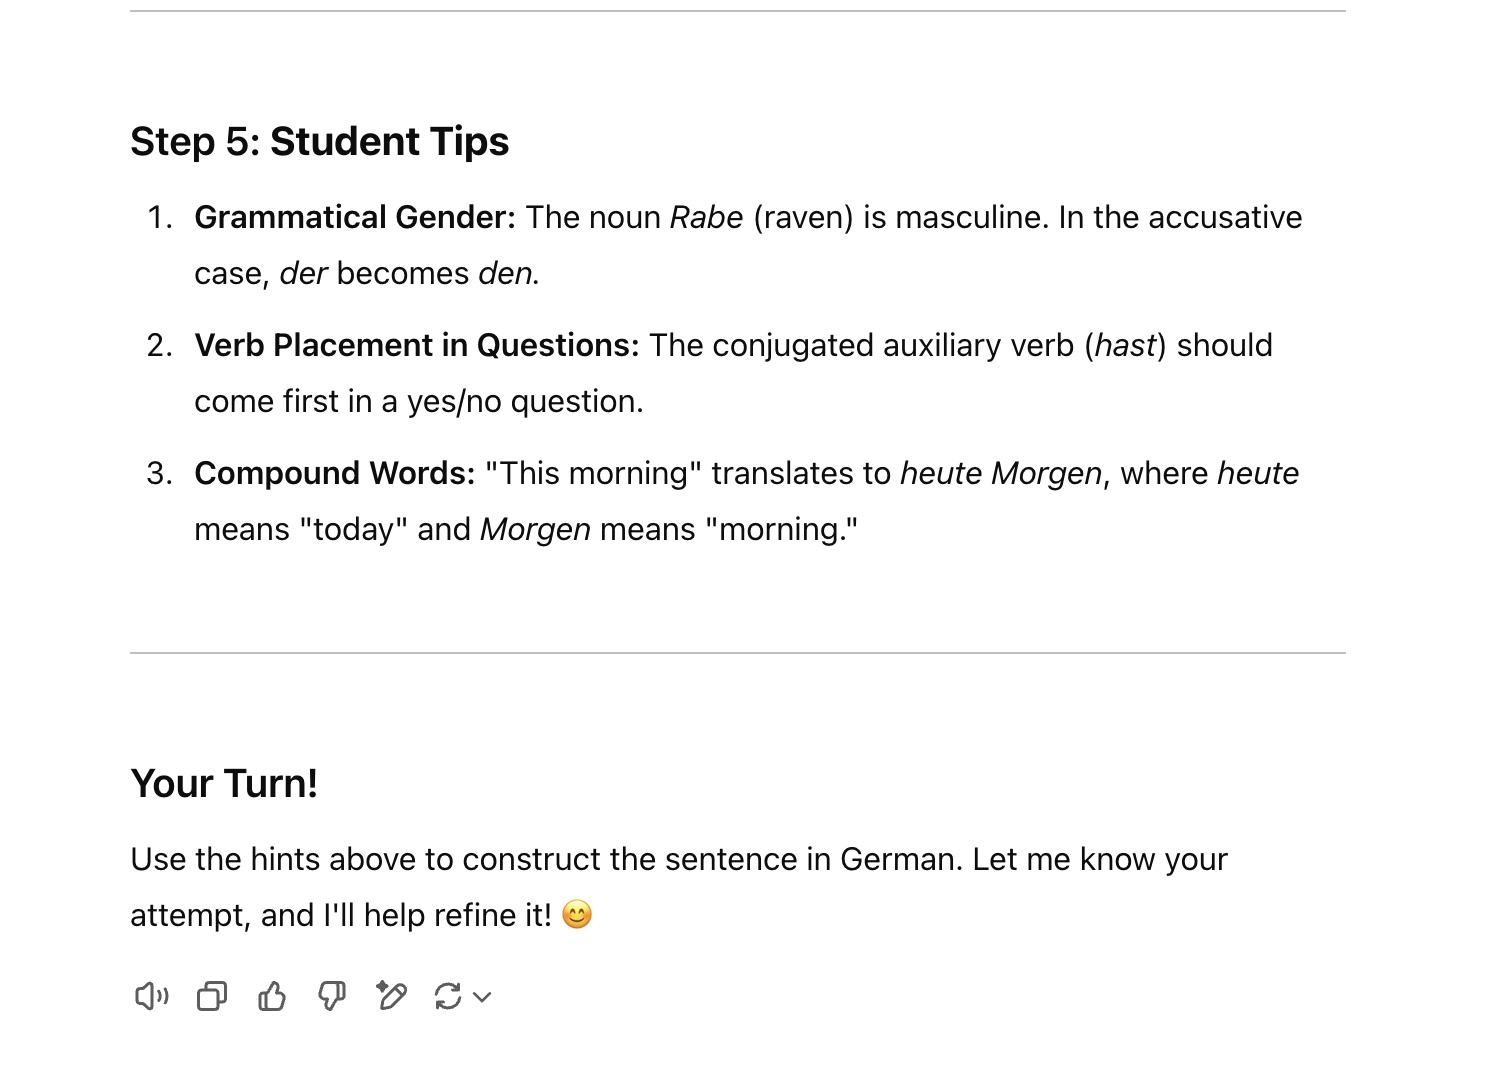 Step 5: Student Tips
1. Grammatical Gender: The noun Rabe (raven) is masculine. In the accusative
case, der becomes den.
2. Verb Placement in Questions: The conjugated auxiliary verb (hast) should
come first in a yes/no question.
3. Compound Words: "This morning" translates to heute Morgen, where heute
means "today" and Morgen means "morning."
Your Turn!
Use the hints above to construct the sentence in German. Let me know your
attempt, and I'll help refine it! 😊